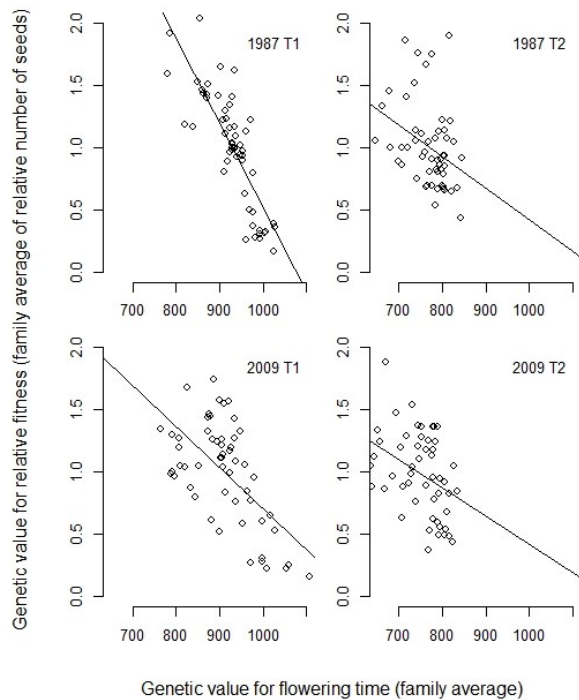 Genetic value for relative fitness (family average of relative number of seeds)
2.0
1.5
1.0
0.5
0.0
1987 T1
700 800 900 1000
2.0
1.5
1.0
0.5
0.0
1987 T2
700 800 900 1000
2.0
1.5
1.0
0.5
0.0
2009 T1
700 800 900 1000
2.0
1.5
1.0
0.5
0.0
2009 T2
700 800 900 1000
Genetic value for flowering time (family average)